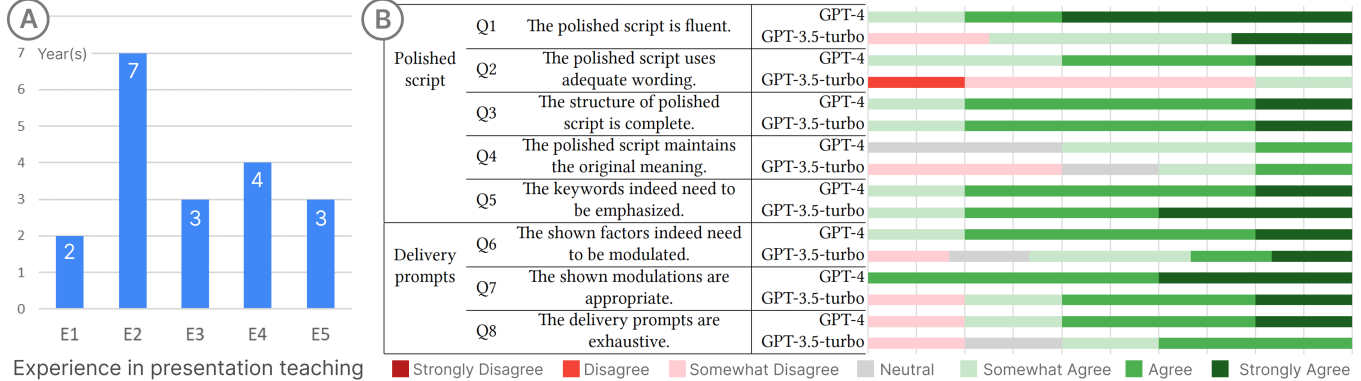 A
Year(s)
7
6
5
4
3
2
1
0
2
7
3
4
3
E1 E2 E3 E4 E5
Experience in presentation teaching
B
Polished
script
Q1 The polished script is fluent. GPT-4
GPT-3.5-turbo
Q2 The polished script uses
adequate wording. GPT-4
GPT-3.5-turbo
Q3 The structure of polished
script is complete. GPT-4
GPT-3.5-turbo
Q4 The polished script maintains
the original meaning. GPT-4
GPT-3.5-turbo
Q5 The keywords indeed need to
be emphasized. GPT-4
GPT-3.5-turbo
Delivery
prompts
Q6 The shown factors indeed need
to be modulated. GPT-4
GPT-3.5-turbo
Q7 The shown modulations are
appropriate. GPT-4
GPT-3.5-turbo
Q8 The delivery prompts are
exhaustive. GPT-4
GPT-3.5-turbo
Strongly Disagree Disagree Somewhat Disagree Neutral Somewhat Agree Agree Strongly Agree